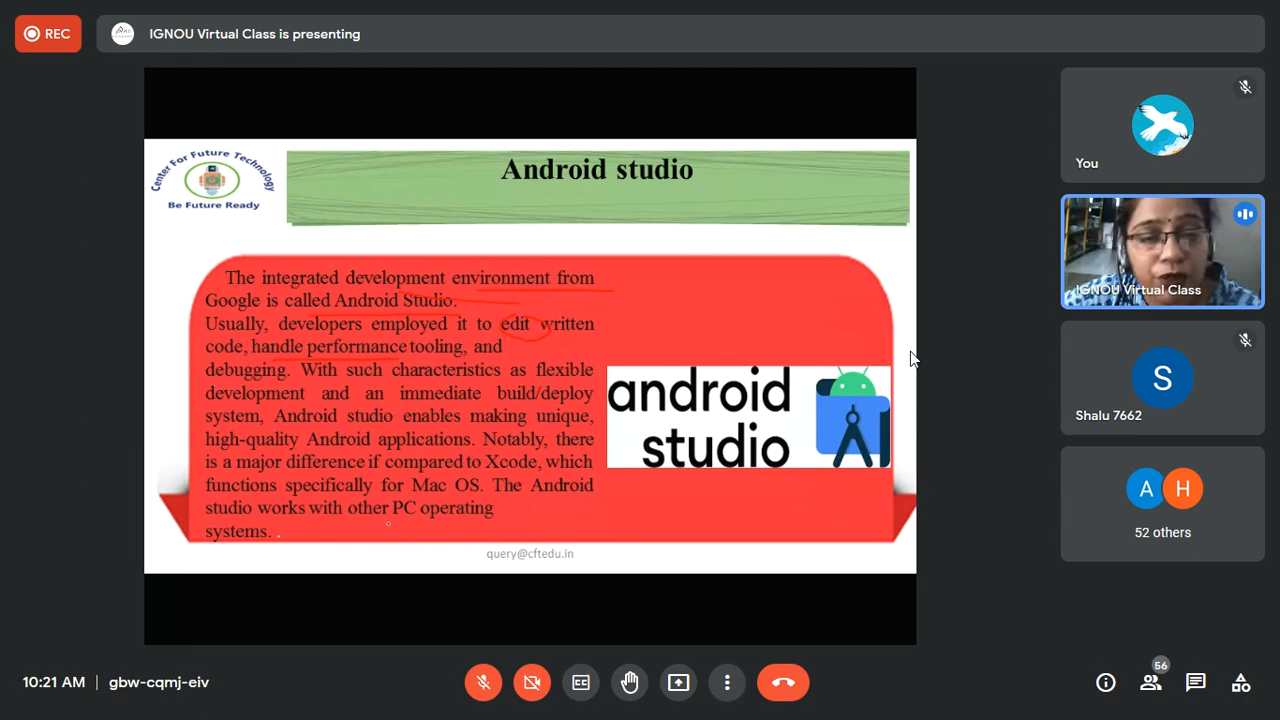 REC
IGNOU Virtual Class is presenting
Center For Future Technology
Be Future Ready
Android studio
The integrated development environment from
Google is called Android Studio.
Usually, developers employed it to edit written
code, handle performance tooling, and
debugging. With such characteristics as flexible
development and an immediate build/deploy
system, Android studio enables making unique,
high-quality Android applications. Notably, there
is a major difference if compared to Xcode, which
functions specifically for Mac OS. The Android
studio works with other PC operating
systems. .
android
studio
query@cftedu.in
You
IGNOU Virtual Class
S
Shalu 7662
A H
52 others
10:21 AM | gbw-cqmj-eiv
CC
56